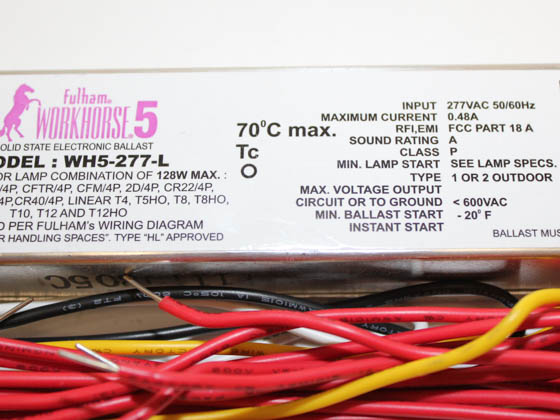 Fulham®
WORKHORSE 5
OLID STATE ELECTRONIC BALLAST
ODEL : WH5-277-L
OR LAMP COMBINATION OF 128W MAX. :
/4P, CFTR/4P, CFM/4P, 2D/4P, CR22/4P,
4P,CR40/4P, LINEAR T4, T5HO, T8, T8HO,
T10, T12 AND T12HO
D PER FULHAM's WIRING DIAGRAM
R HANDLING SPACES". TYPE "HL" APPROVED
70°C max.
Tc
O
INPUT 277VAC 50/60Hz
MAXIMUM CURRENT 0.48A
RFI,EMI FCC PART 18 A
SOUND RATING A
CLASS P
MIN. LAMP START SEE LAMP SPECS.
TYPE 1 OR 2 OUTDOOR
MAX. VOLTAGE OUTPUT
CIRCUIT OR TO GROUND < 600VAC
MIN. BALLAST START - 20° F
INSTANT START
BALLAST MUS